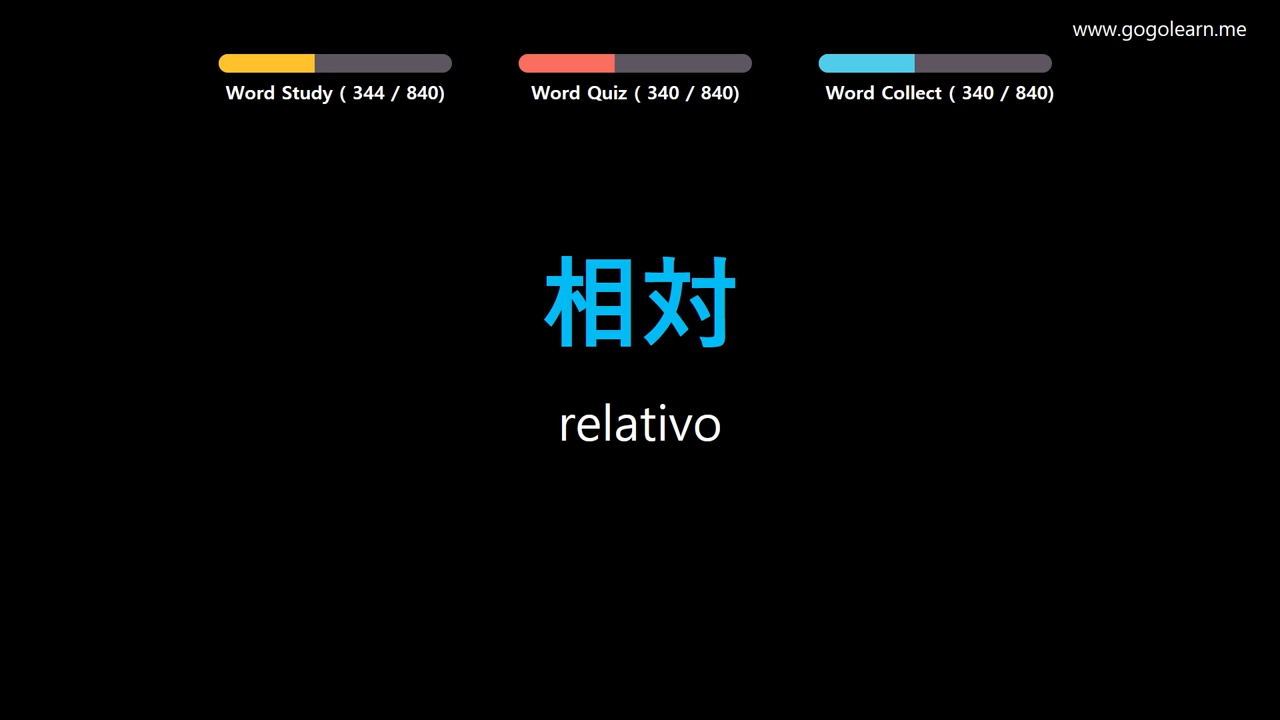 www.gogolearn.me
Word Study ( 344 / 840)
Word Quiz ( 340 / 840)
Word Collect ( 340 / 840)
相対
relativo